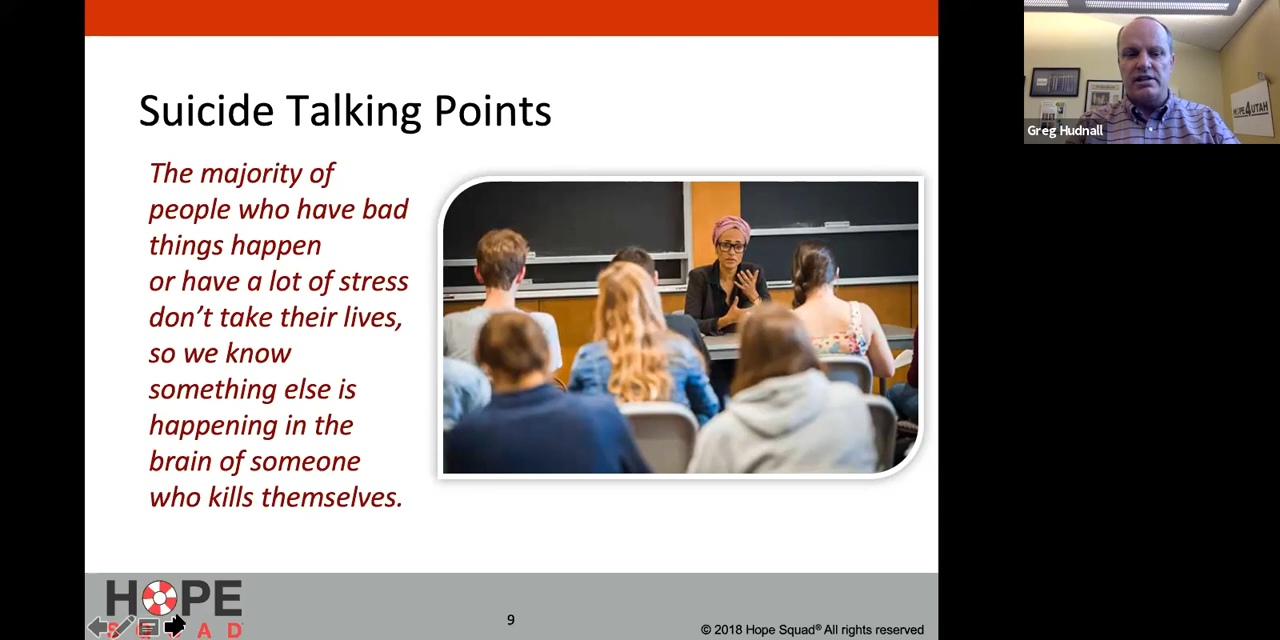 Suicide Talking Points
The majority of
people who have bad
things happen
or have a lot of stress
don't take their lives,
so we know
something else is
happening in the
brain of someone
who kills themselves.
HOPE
SQUAD
9
© 2018 Hope Squad® All rights reserved
Greg Hudnall
HOPE4UTAH